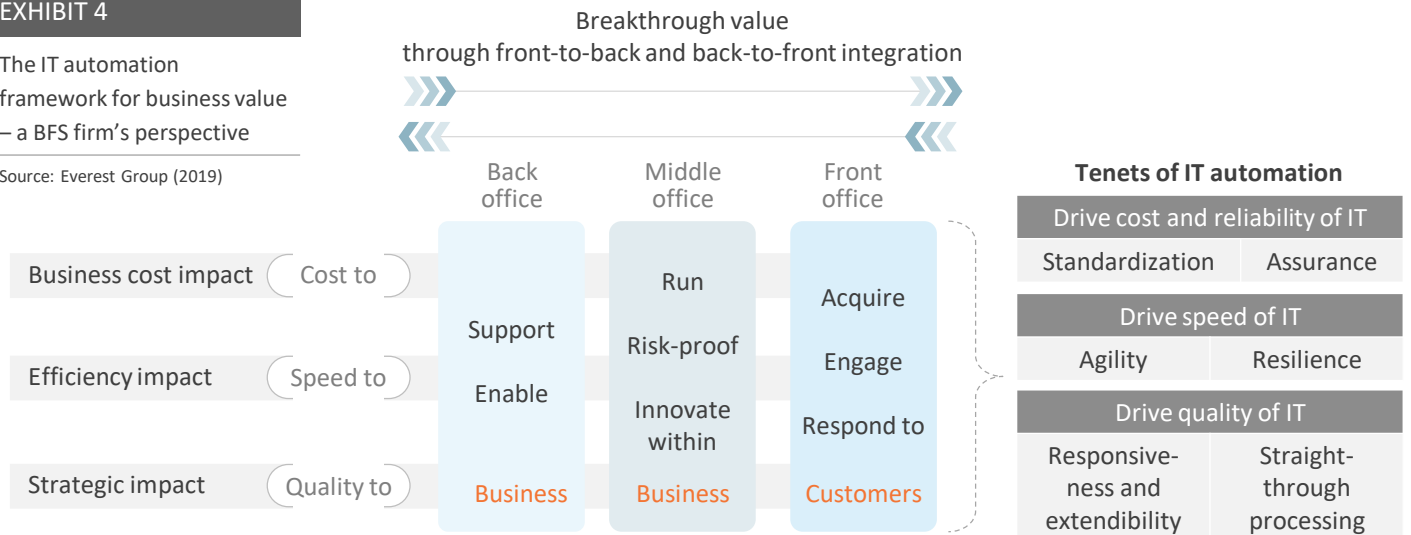 EXHIBIT 4
The IT automation
framework for business value
– a BFS firm's perspective
Source: Everest Group (2019)
Breakthrough value
through front-to-back and back-to-front integration
Back
office
Middle
office
Front
office
Business cost impact
Cost to
Efficiency impact
Speed to
Strategic impact
Quality to
Support
Enable
Business
Run
Risk-proof
Innovate
within
Business
Acquire
Engage
Respond to
Customers
Tenets of IT automation
Drive cost and reliability of IT
Standardization
Assurance
Drive speed of IT
Agility
Resilience
Drive quality of IT
Responsive-
ness and
extendibility
Straight-
through
processing